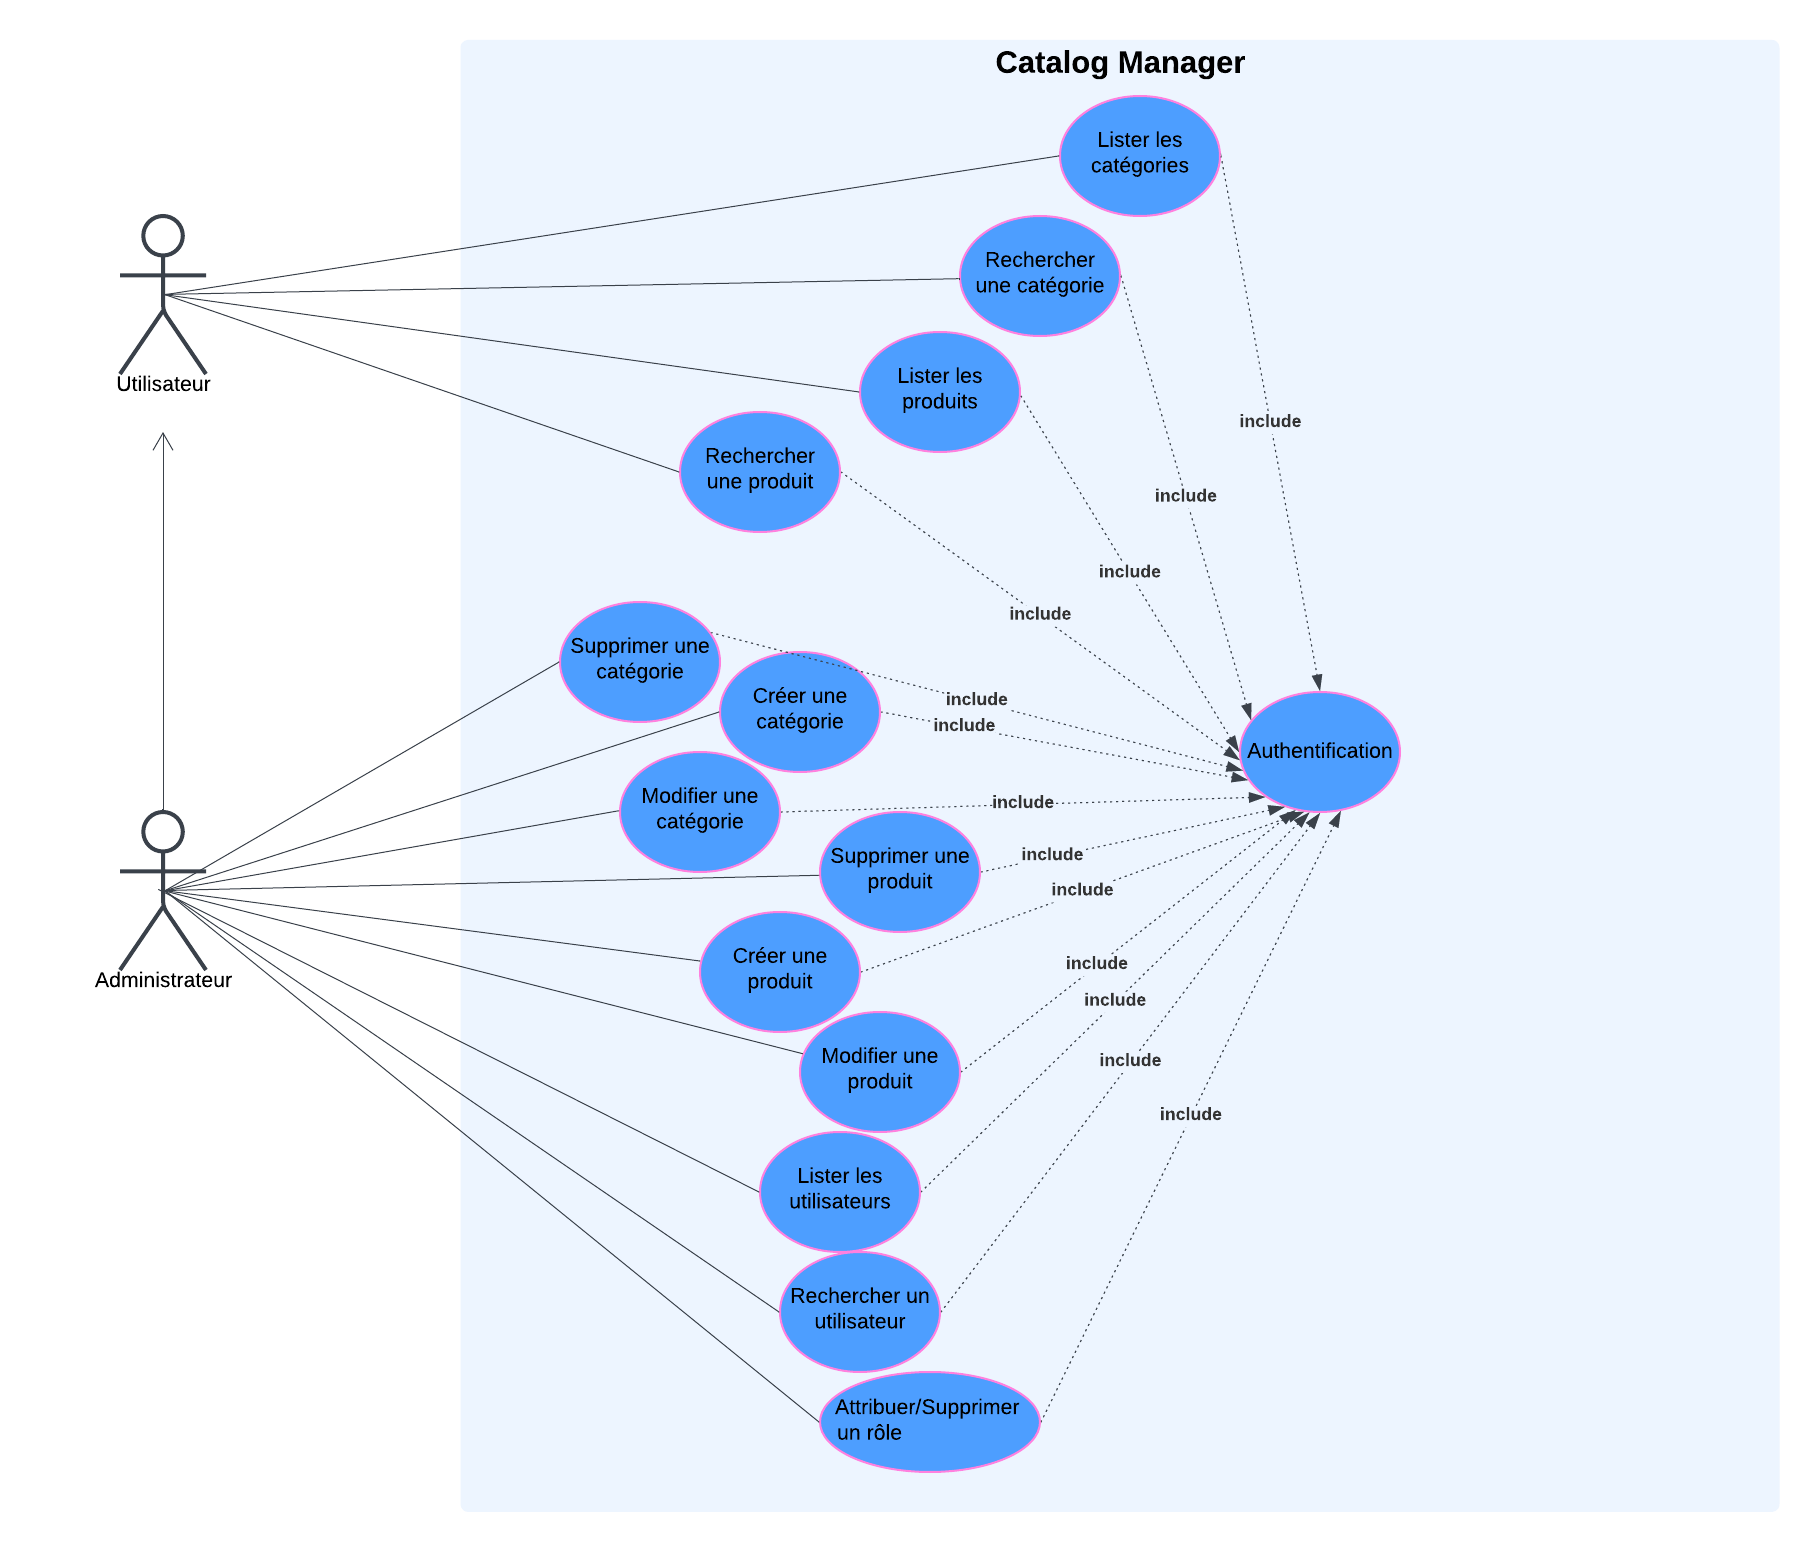 Catalog Manager
Lister les
catégories
Rechercher
une catégorie
Utilisateur
Lister les
produits
include
Rechercher
une produit
include
include
include
Supprimer une
catégorie
include
Créer une
catégorie
include
Authentification
Modifier une
catégorie
include
Supprimer une
produit
include
include
Administrateur
Créer une
produit
include
include
Modifier une
produit
include
include
Lister les
utilisateurs
Rechercher un
utilisateur
Attribuer/Supprimer
un rôle